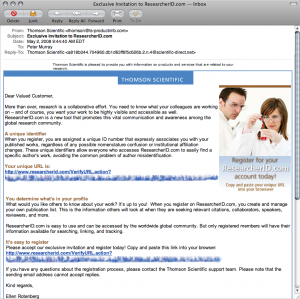 Exclusive Invitation to ResearcherID.com — Inbox
Delete Junk Reply Reply All Forward Print To Do
From: Thomson Scientific <thomson@ts-productinfo.com>
Subject: Exclusive Invitation to ResearcherID.com
Date: May 2, 2008 9:44:40 AM EDT
To: Peter Murray
Reply-To:
Thomson Scientific is pleased to provide you with information on products and services that are related to your
research.
THOMSON SCIENTIFIC
Dear Valued Customer,
More than ever, research is a collaborative effort. You need to know what your colleagues are working
on – and of course, you want your work to be highly visible and accessible as well.
ResearcherID.com is a new tool that promotes this vital communication and awareness among the
global research community.
A unique identifier
When you register, you are assigned a unique ID number that expressly associates you with your
published works, regardless of any possible nomenclature confusion or institutional affiliation
changes. These unique identifiers allow everyone who accesses ResearcherID.com to easily find a
specific author's work, avoiding the common problem of author misidentification.
Your unique URL is:
http://www.researcherid.com/VerifyURL.action?
You determine what's in your profile
What would you like others to know about your work? It's up to you! When you register on ResearcherID.com, you create and manage
your own publication list. This is the information others will look at when they are seeking relevant citations, collaborators, speakers,
reviewers, and more.
ResearcherID.com is easy to use and can be accessed by the worldwide global community. But only registered members will have their
information available for searching, linking, and tracking.
It's easy to register
Please accept our exclusive invitation and register today! Copy and paste this link into your browser
http://www.researcherid.com/VerifyURL.action?
If you have any questions about the registration process, please contact the Thomson Scientific support team. Please note that the
sending email address cannot accept replies.
Kind regards,
Ellen Rotenberg
Register for your
ResearcherID.com
account today!
Copy and paste your unique URL
into your browser